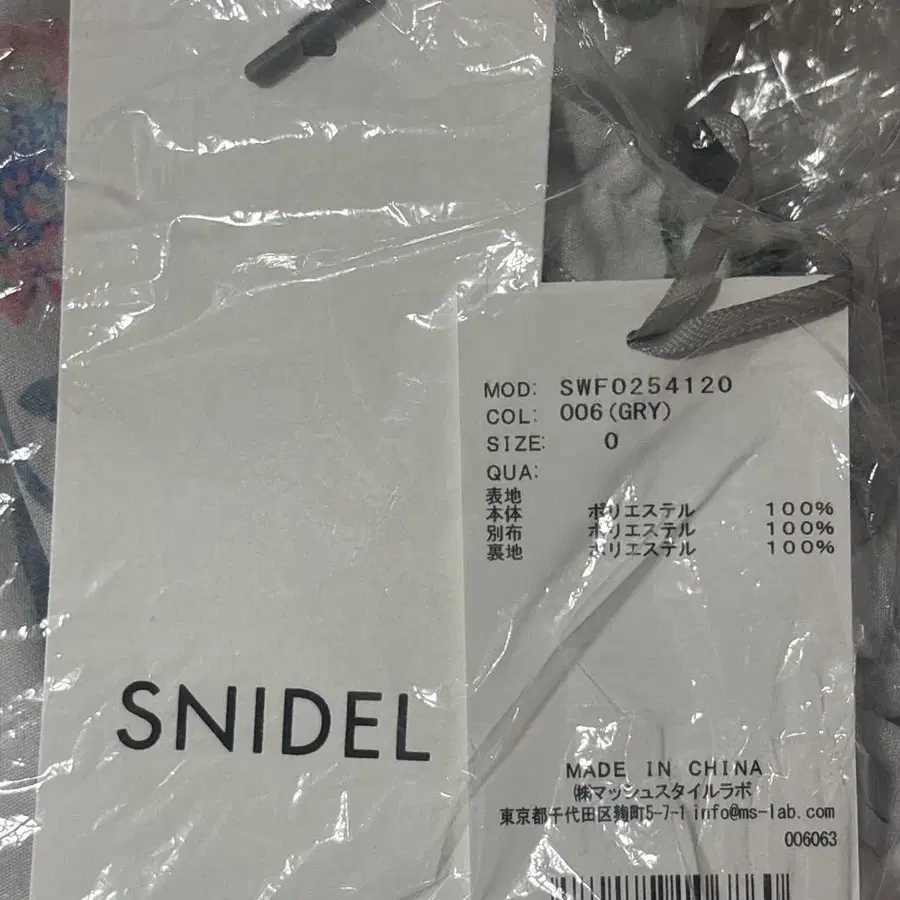 SNIDEL
MOD: SWF0254120
COL: 006(GRY)
SIZE: 0
QUA:
表地
本体 ポリエステル 100%
別布 ポリエステル 100%
裏地 ポリエステル 100%
MADE IN CHINA
㈱マッシュスタイルラボ
東京都千代田区麹町5-7-1 info@ms-lab.com
006063